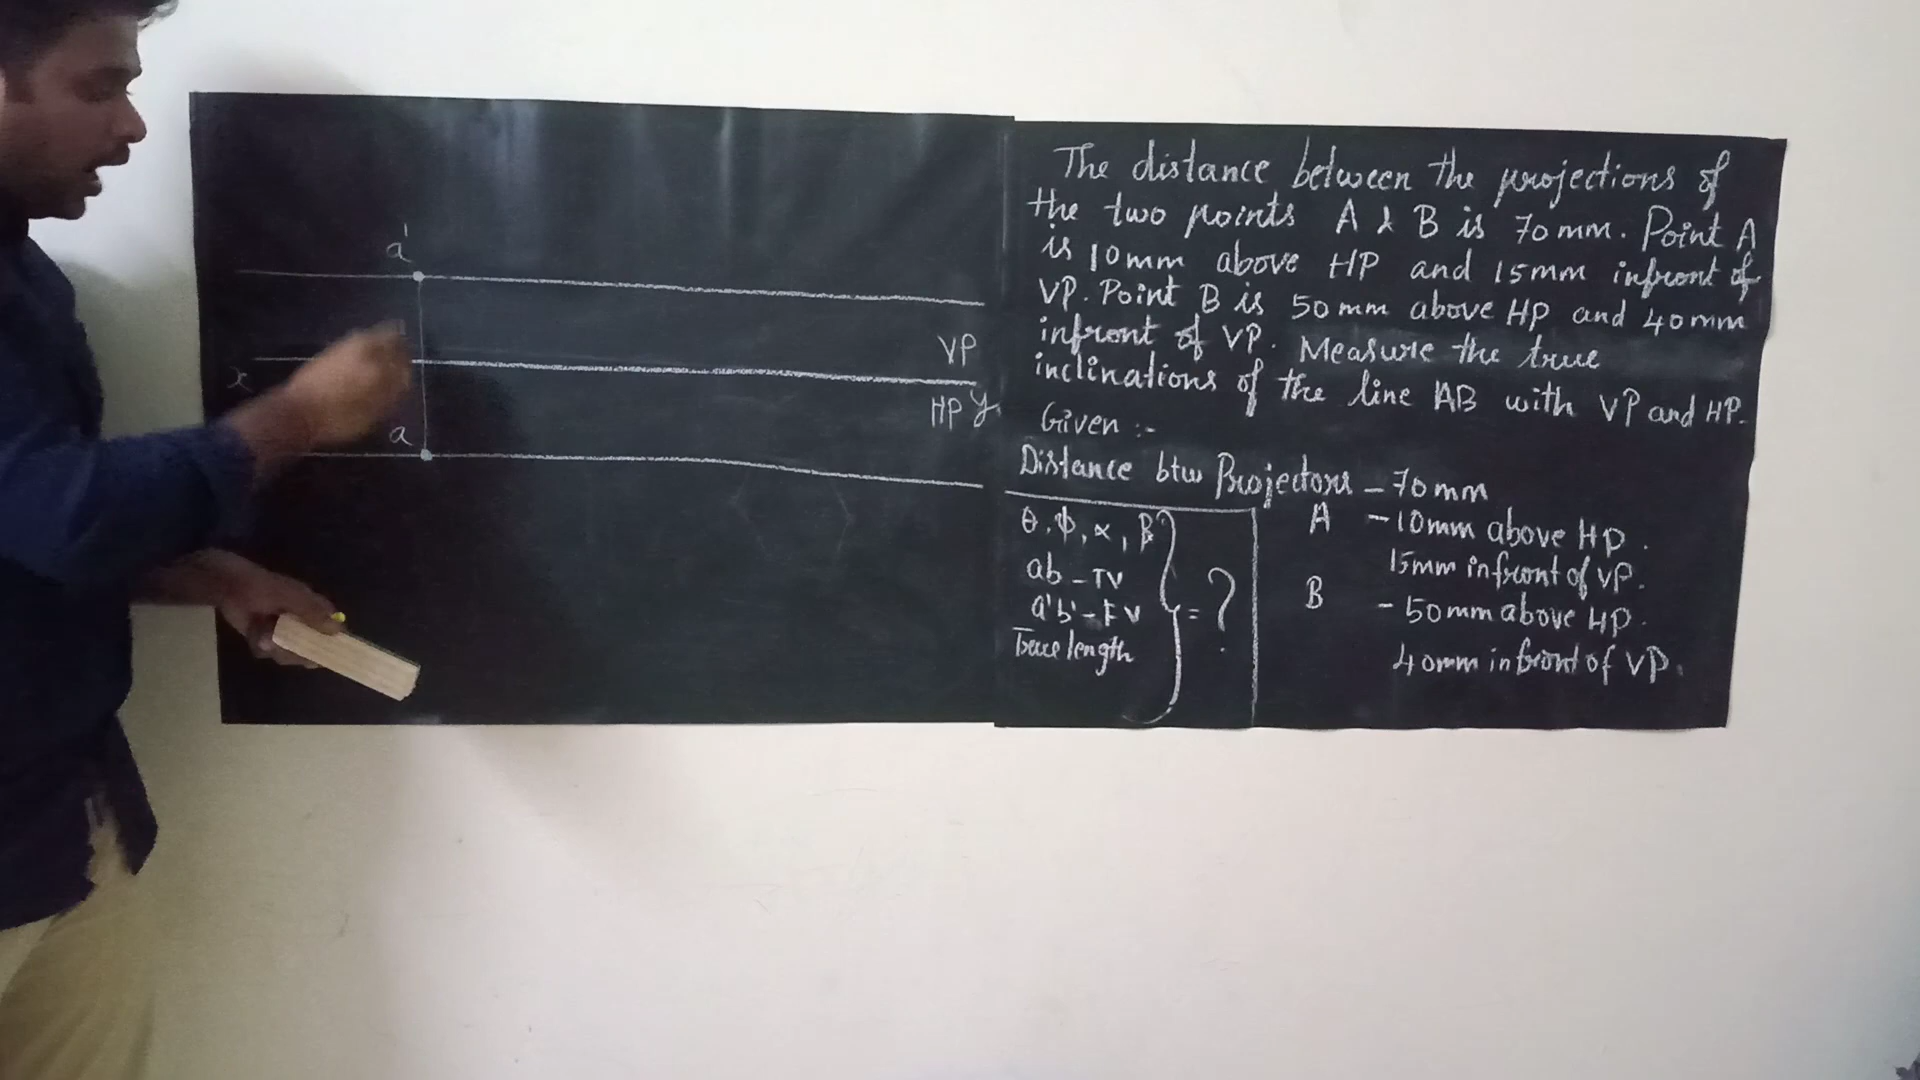 a'
VP
x
HP y
a
The distance between the projections of
the two points A & B is 70mm. Point A
is 10mm above HP and 15mm infront of
VP. Point B is 50mm above HP and 40mm
infront of VP. Measure the true
inclinations of the line AB with VP and HP.
Given :-
Distance btw Projectors - 70mm
θ, ϕ, α, β
ab - TV
a'b' - FV
True length
= ?
A - 10mm above HP.
15mm infront of VP.
B - 50mm above HP.
40mm infront of VP.